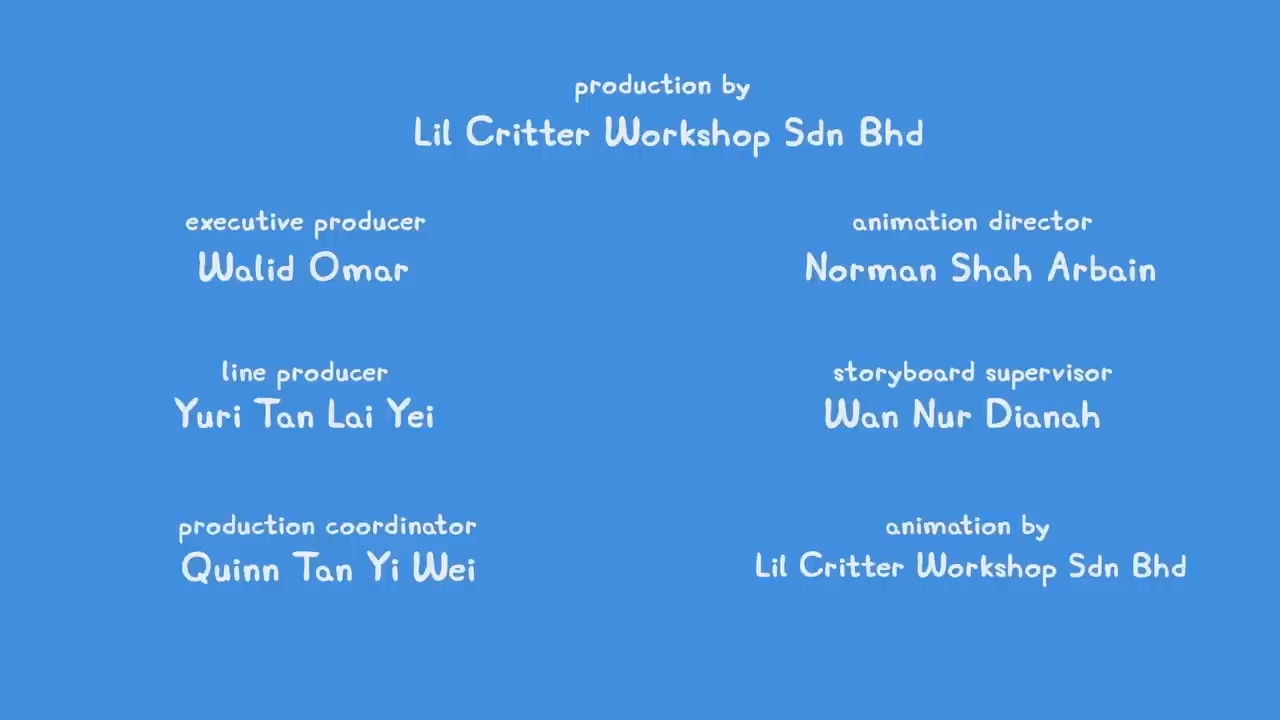 production by
Lil Critter Workshop Sdn Bhd
executive producer
Walid Omar
animation director
Norman Shah Arbain
line producer
Yuri Tan Lai Yei
storyboard supervisor
Wan Nur Dianah
production coordinator
Quinn Tan Yi Wei
animation by
Lil Critter Workshop Sdn Bhd